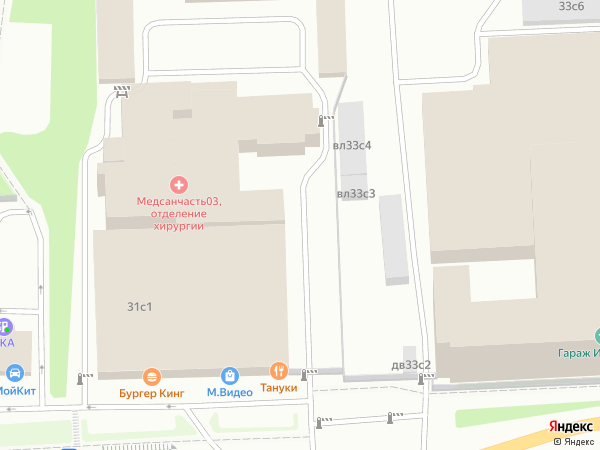 33с6
вл33с4
вл33с3
Медсанчасть03,
отделение
хирургии
31с1
КА
Гараж И
дв33с2
МойКит
Бургер Кинг
М.Видео
Тануки
Яндекс
© Яндекс